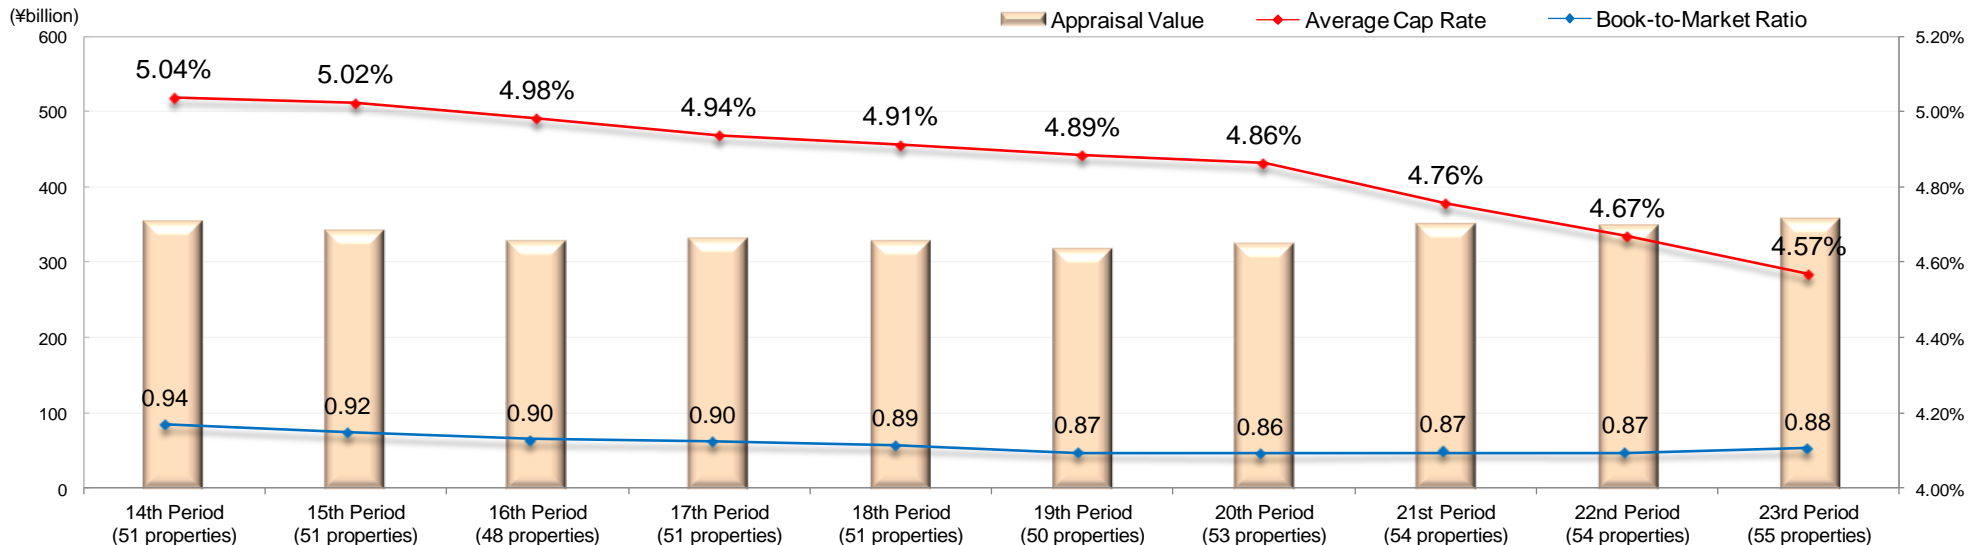 (¥billion)
Appraisal Value
Average Cap Rate
Book-to-Market Ratio
600
500
400
300
200
100
0
5.20%
5.00%
4.80%
4.60%
4.40%
4.20%
4.00%
5.04%
5.02%
4.98%
4.94%
4.91%
4.89%
4.86%
4.76%
4.67%
4.57%
0.94
0.92
0.90
0.90
0.89
0.87
0.86
0.87
0.87
0.88
14th Period
(51 properties)
15th Period
(51 properties)
16th Period
(48 properties)
17th Period
(51 properties)
18th Period
(51 properties)
19th Period
(50 properties)
20th Period
(53 properties)
21st Period
(54 properties)
22nd Period
(54 properties)
23rd Period
(55 properties)